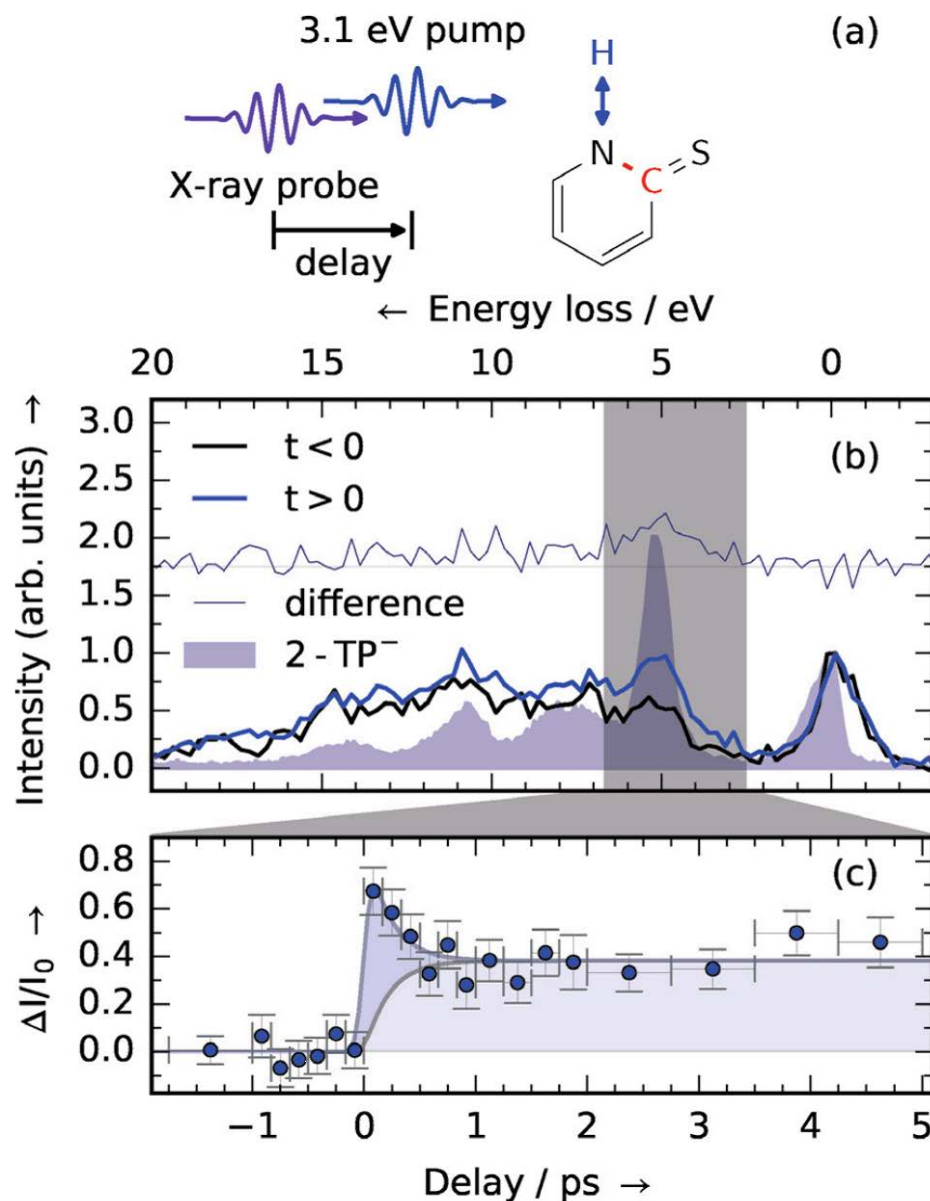 3.1 eV pump
(a)
H
N
S
C
X-ray probe
delay
← Energy loss / eV
20 15 10 5 0
3.0
2.5
2.0
1.5
1.0
0.5
0.0
Intensity (arb. units) →
t < 0
t > 0
difference
2 - TP⁻
(b)
0.8
0.6
0.4
0.2
0.0
ΔI/I₀ →
(c)
−1 0 1 2 3 4 5
Delay / ps →